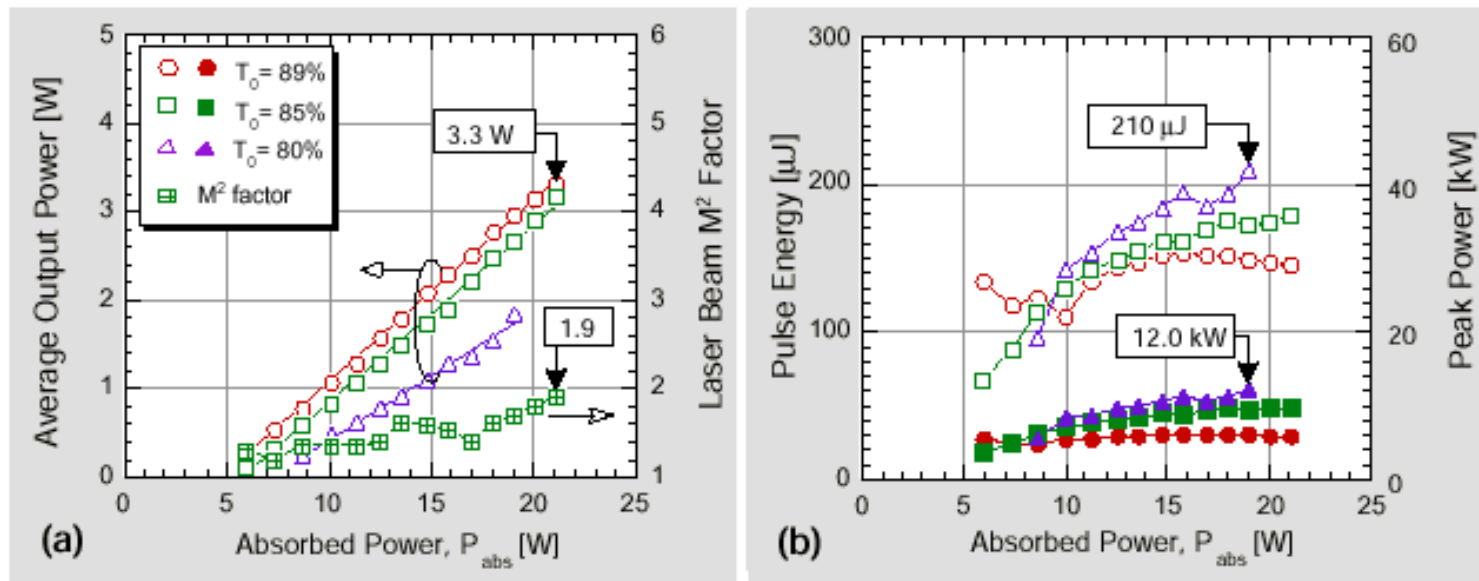 5
4
3
2
1
0
Average Output Power [W]
T₀= 89%
T₀= 85%
T₀= 80%
M² factor
3.3 W
1.9
6
5
4
3
2
1
Laser Beam M² Factor
0 5 10 15 20 25
(a) Absorbed Power, P_abs [W]
300
200
100
0
Pulse Energy [µJ]
210 µJ
12.0 kW
60
40
20
0
Peak Power [kW]
0 5 10 15 20 25
(b) Absorbed Power, P_abs [W]